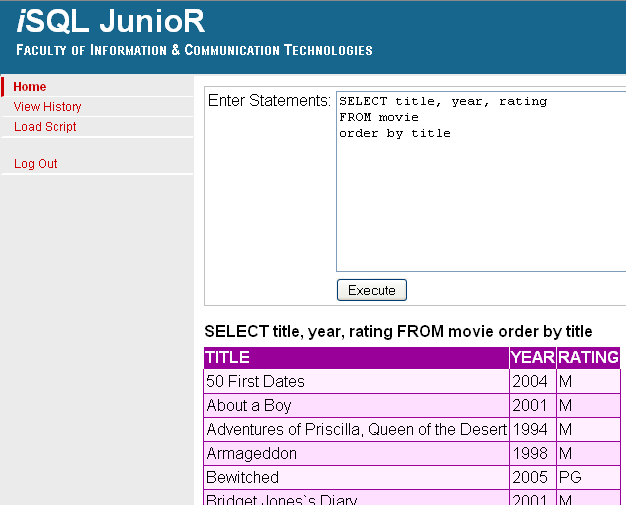 iSQL JunioR
Faculty of Information & Communication Technologies
Home
View History
Load Script
Log Out
Enter Statements:
SELECT title, year, rating
FROM movie
order by title
Execute
SELECT title, year, rating FROM movie order by title
TITLE YEAR RATING
50 First Dates 2004 M
About a Boy 2001 M
Adventures of Priscilla, Queen of the Desert 1994 M
Armageddon 1998 M
Bewitched 2005 PG
Bridget Jones`s Diary 2001 M